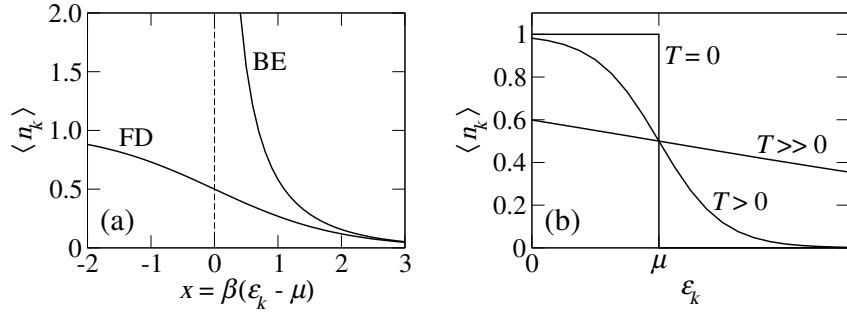 2.0
1.5
1.0
0.5
0
⟨n_k⟩
BE
FD
(a)
-2 -1 0 1 2 3
x = β(ε_k - μ)
1
0.8
0.6
0.4
0.2
0
⟨n_k⟩
T = 0
T >> 0
T > 0
(b)
0 μ
ε_k